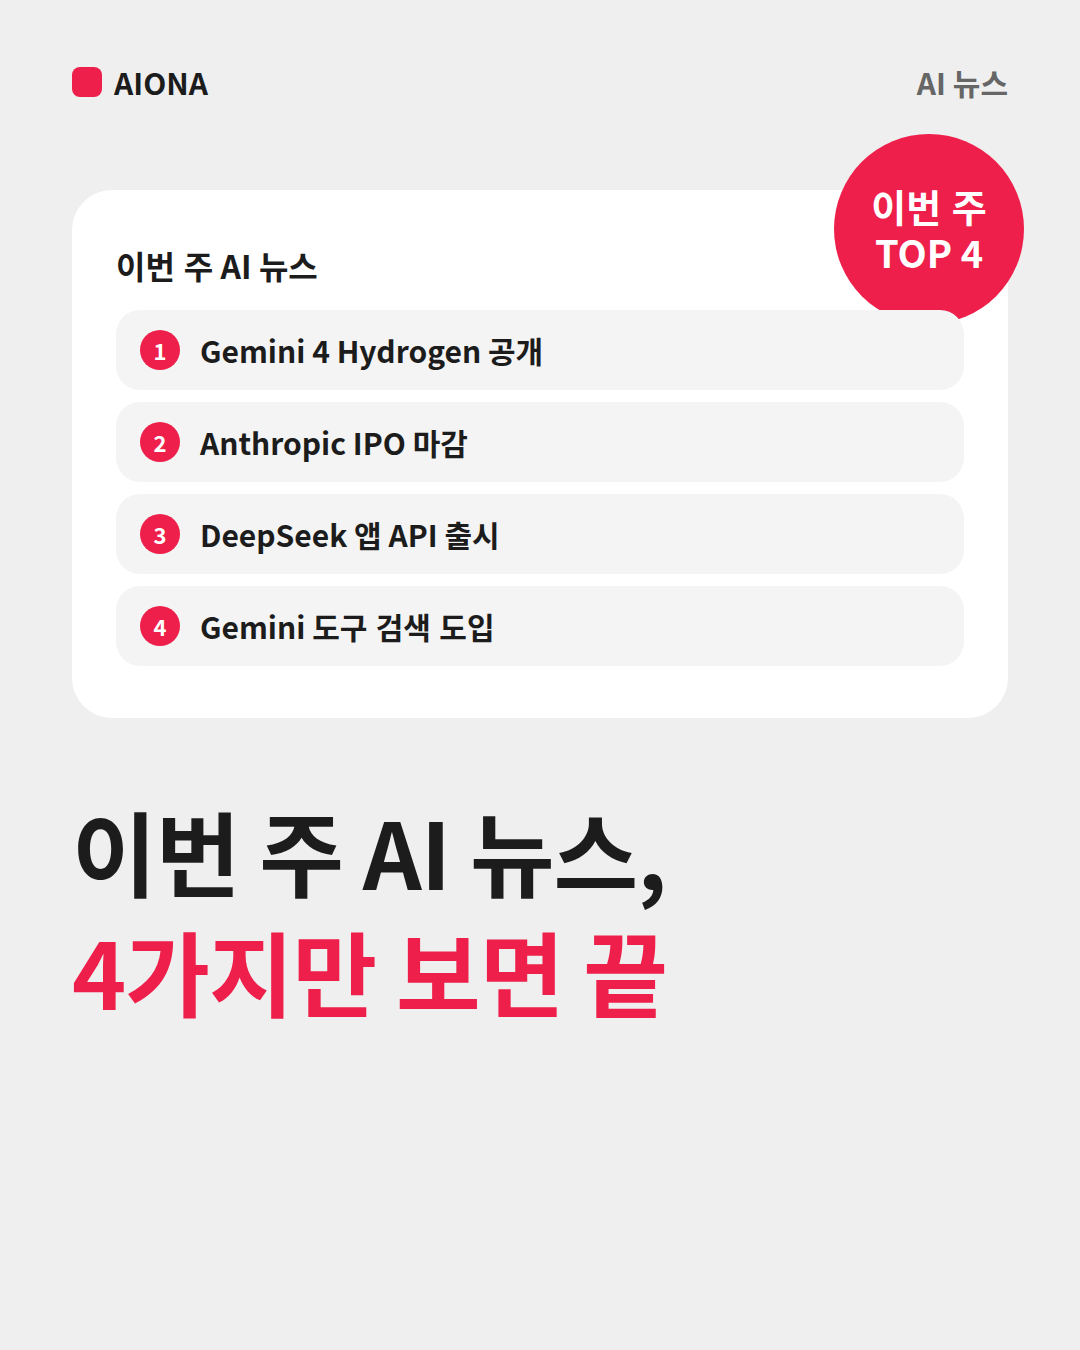 AIONA
AI 뉴스
이번 주
TOP 4
이번 주 AI 뉴스
1 Gemini 4 Hydrogen 공개
2 Anthropic IPO 마감
3 DeepSeek 앱 API 출시
4 Gemini 도구 검색 도입
이번 주 AI 뉴스,
4가지만 보면 끝